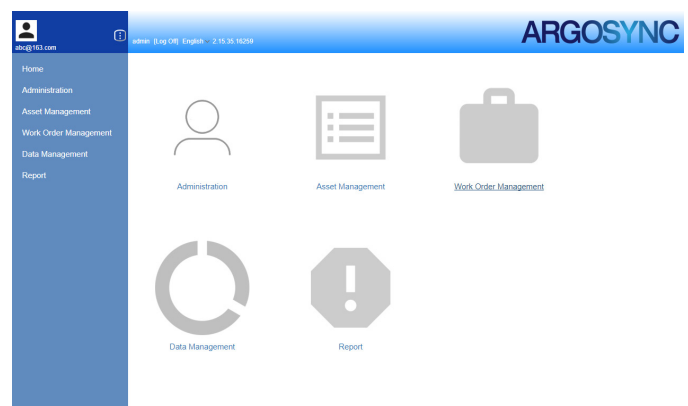 ARGOSYNC
abc@163.com
admin [Log Off] English 2.15.35.16259
Home
Administration
Asset Management
Work Order Management
Data Management
Report
Administration
Asset Management
Work Order Management
Data Management
Report